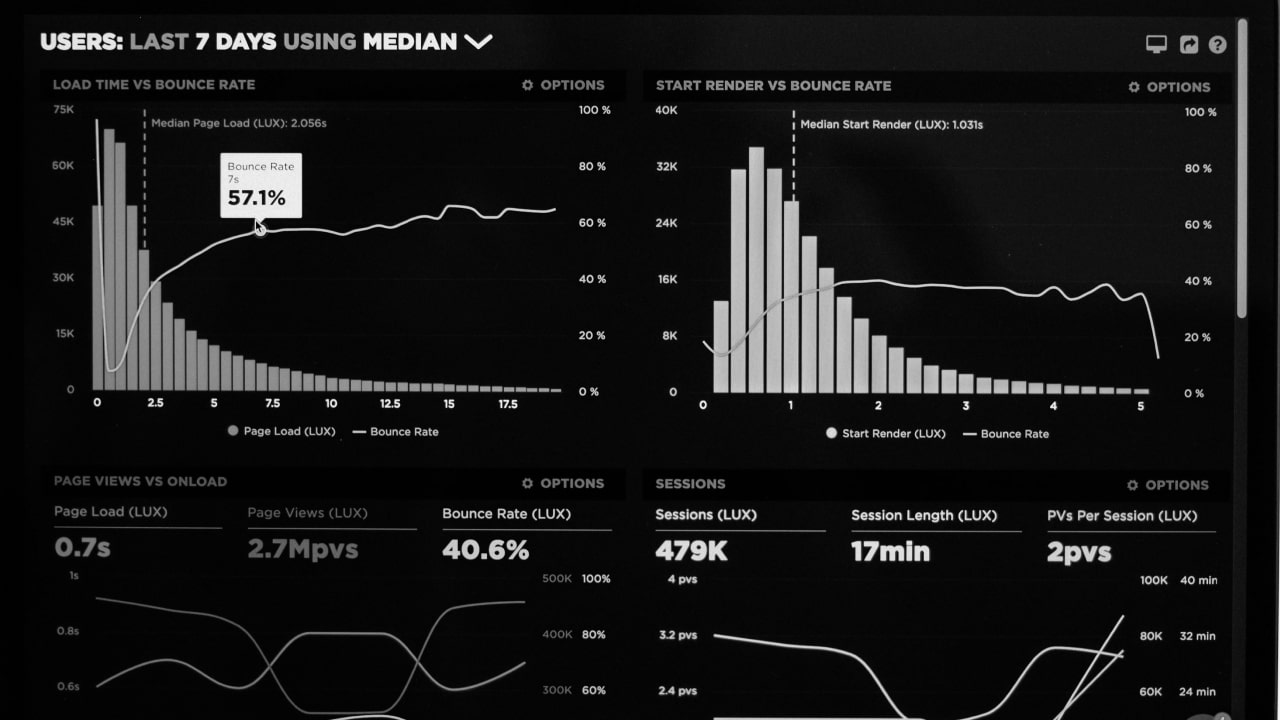 USERS: LAST 7 DAYS USING MEDIAN
LOAD TIME VS BOUNCE RATE
OPTIONS
75K
60K
45K
30K
15K
0
Median Page Load (LUX): 2.056s
Bounce Rate
7s
57.1%
100 %
80 %
60 %
40 %
20 %
0 %
0 2.5 5 7.5 10 12.5 15 17.5
Page Load (LUX) Bounce Rate
START RENDER VS BOUNCE RATE
OPTIONS
40K
32K
24K
16K
8K
0
Median Start Render (LUX): 1.031s
100 %
80 %
60 %
40 %
20 %
0 %
0 1 2 3 4 5
Start Render (LUX) Bounce Rate
PAGE VIEWS VS ONLOAD
OPTIONS
Page Load (LUX)
0.7s
Page Views (LUX)
2.7Mpvs
Bounce Rate (LUX)
40.6%
1s
0.8s
0.6s
500K 100%
400K 80%
300K 60%
SESSIONS
OPTIONS
Sessions (LUX)
479K
Session Length (LUX)
17min
PVs Per Session (LUX)
2pvs
4 pvs
3.2 pvs
2.4 pvs
100K 40 min
80K 32 min
60K 24 min